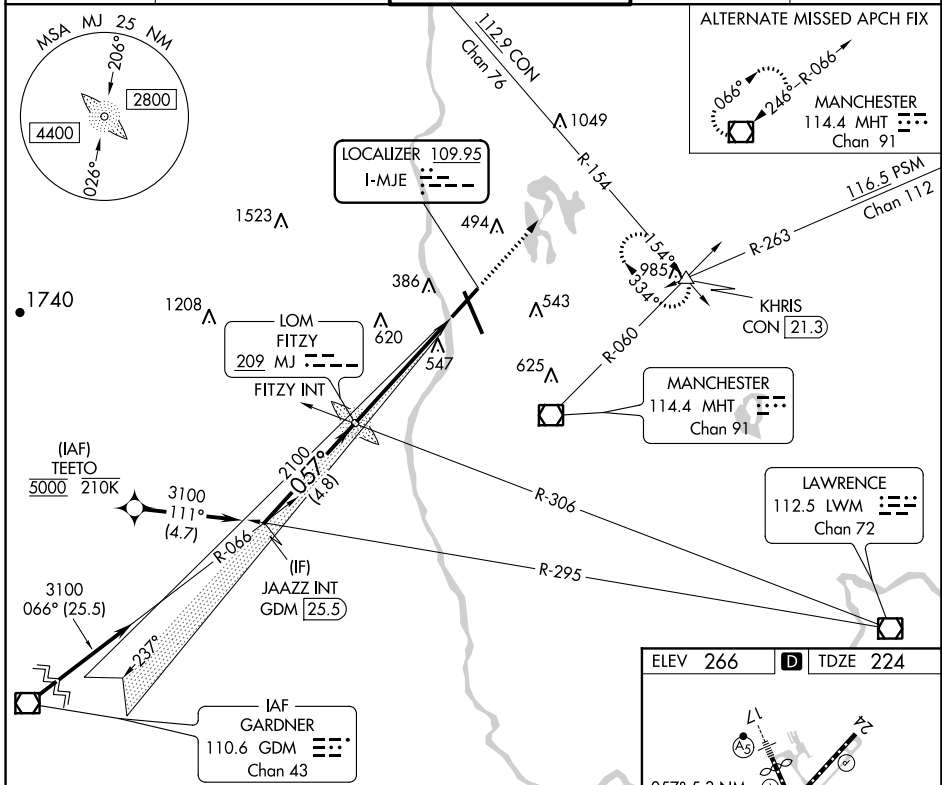 MSA MJ 25 NM
206°
2800
4400
026°
112.9 CON
Chan 76
ALTERNATE MISSED APCH FIX
066°
246°
R-066
MANCHESTER
114.4 MHT
Chan 91
1049
LOCALIZER 109.95
I-MJE
R-154
116.5 PSM
Chan 112
R-263
1523
494
154°
985
334°
KHRIS
CON 21.3
1740
1208
386
543
LOM
FITZY
209 MJ
FITZY INT
620
547
R-060
625
MANCHESTER
114.4 MHT
Chan 91
(IAF)
TEETO
5000 210K
3100
111°
(4.7)
2100
057°
(4.8)
R-066
R-306
LAWRENCE
112.5 LWM
Chan 72
(IF)
JAAZZ INT
GDM 25.5
R-295
3100
066° (25.5)
237°
IAF
GARDNER
110.6 GDM
Chan 43
ELEV 266
D
TDZE 224
17
24
A5
P